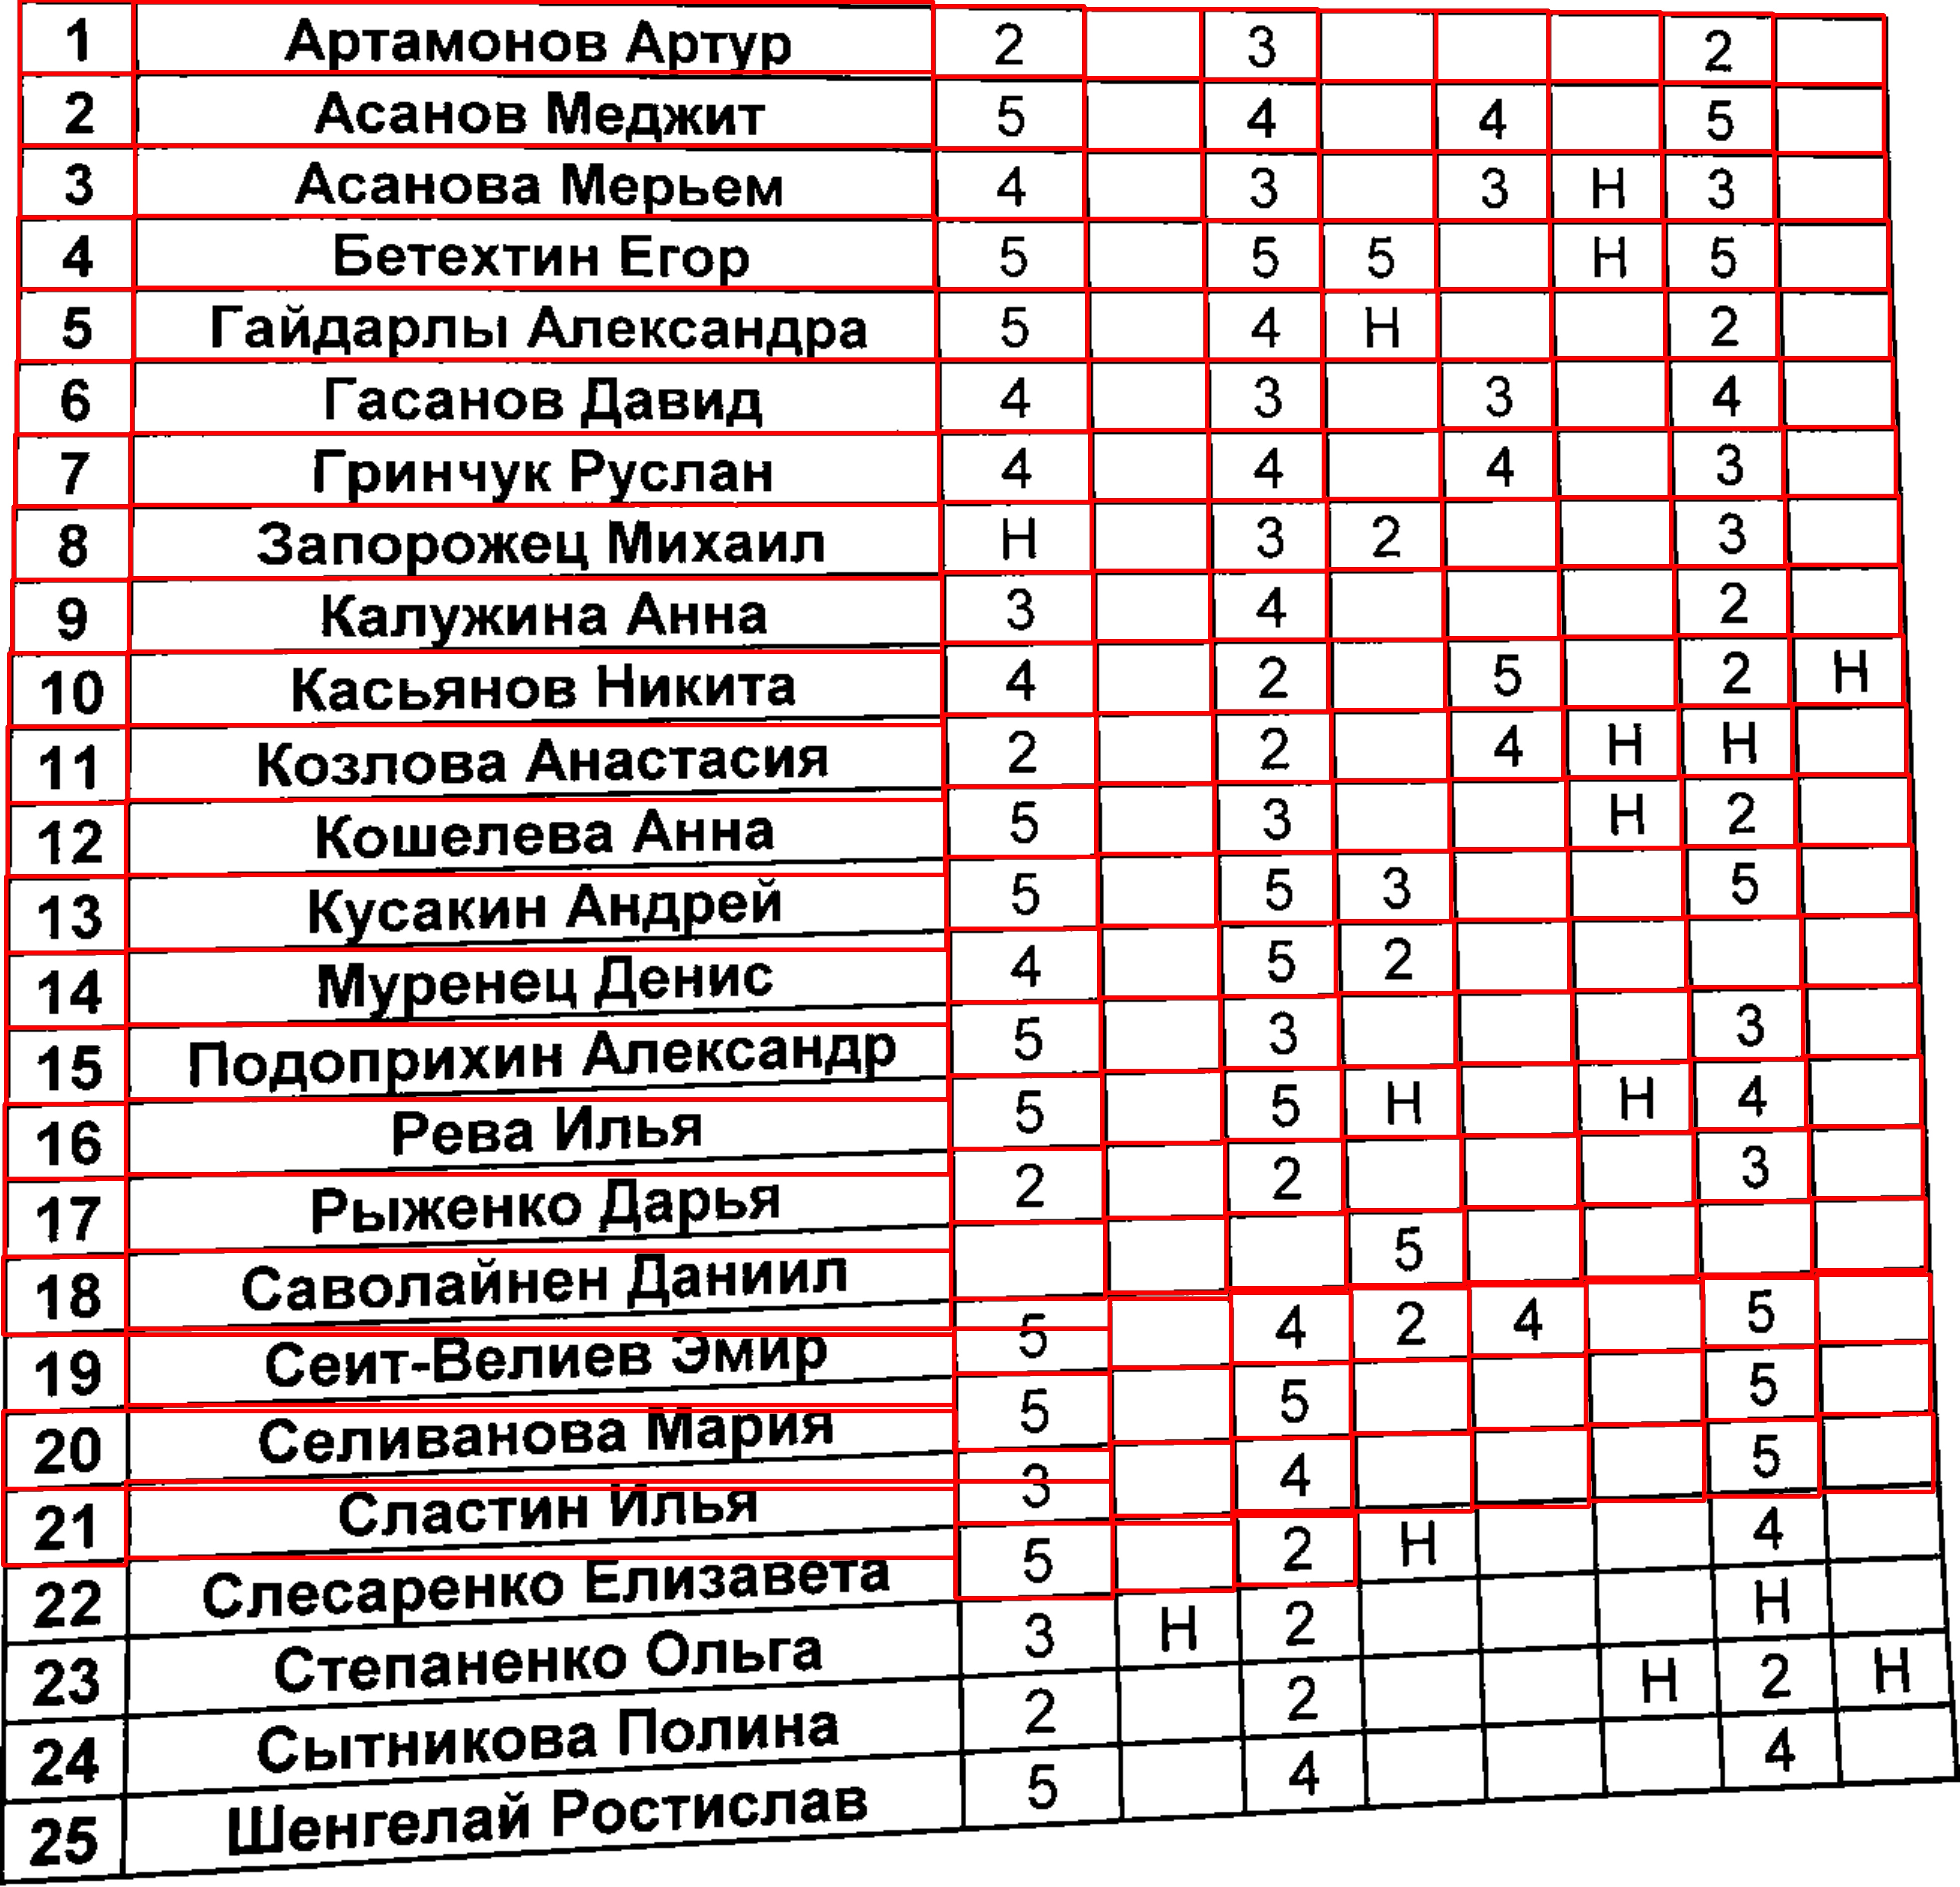 1 Артамонов Артур 2 3 2
2 Асанов Меджит 5 4 4 5
3 Асанова Мерьем 4 3 3 Н 3
4 Бетехтин Егор 5 5 5 Н 5
5 Гайдарлы Александра 5 4 Н 2
6 Гасанов Давид 4 3 3 4
7 Гринчук Руслан 4 4 4 3
8 Запорожец Михаил Н 3 2 3
9 Калужина Анна 3 4 2
10 Касьянов Никита 4 2 5 2 Н
11 Козлова Анастасия 2 2 4 Н Н
12 Кошелева Анна 5 3 Н 2
13 Кусакин Андрей 5 5 3 5
14 Муренец Денис 4 5 2
15 Подоприхин Александр 5 3 3
16 Рева Илья 5 5 Н Н 4
17 Рыженко Дарья 2 2 3
18 Саволайнен Даниил 5
19 Сеит-Велиев Эмир 5 4 2 4 5
20 Селиванова Мария 5 5 5
21 Сластин Илья 3 4 5
22 Слесаренко Елизавета 5 2 Н 4
23 Степаненко Ольга 3 Н 2 Н
24 Сытникова Полина 2 2 Н 2 Н
25 Шенгелай Ростислав 5 4 4